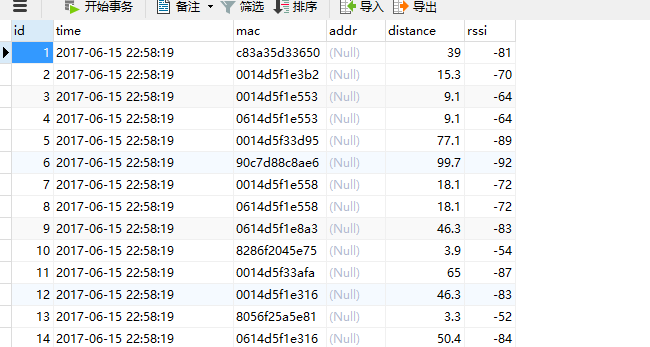 开始事务 备注 筛选 排序 导入 导出
id time mac addr distance rssi
1 2017-06-15 22:58:19 c83a35d33650 (Null) 39 -81
2 2017-06-15 22:58:19 0014d5f1e3b2 (Null) 15.3 -70
3 2017-06-15 22:58:19 0014d5f1e553 (Null) 9.1 -64
4 2017-06-15 22:58:19 0614d5f1e553 (Null) 9.1 -64
5 2017-06-15 22:58:19 0014d5f33d95 (Null) 77.1 -89
6 2017-06-15 22:58:19 90c7d88c8ae6 (Null) 99.7 -92
7 2017-06-15 22:58:19 0014d5f1e558 (Null) 18.1 -72
8 2017-06-15 22:58:19 0614d5f1e558 (Null) 18.1 -72
9 2017-06-15 22:58:19 0614d5f1e8a3 (Null) 46.3 -83
10 2017-06-15 22:58:19 8286f2045e75 (Null) 3.9 -54
11 2017-06-15 22:58:19 0014d5f33afa (Null) 65 -87
12 2017-06-15 22:58:19 0014d5f1e316 (Null) 46.3 -83
13 2017-06-15 22:58:19 8056f25a5e81 (Null) 3.3 -52
14 2017-06-15 22:58:19 0614d5f1e316 (Null) 50.4 -84